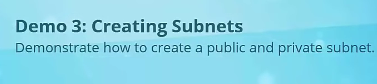 Demo 3: Creating Subnets
Demonstrate how to create a public and private subnet.